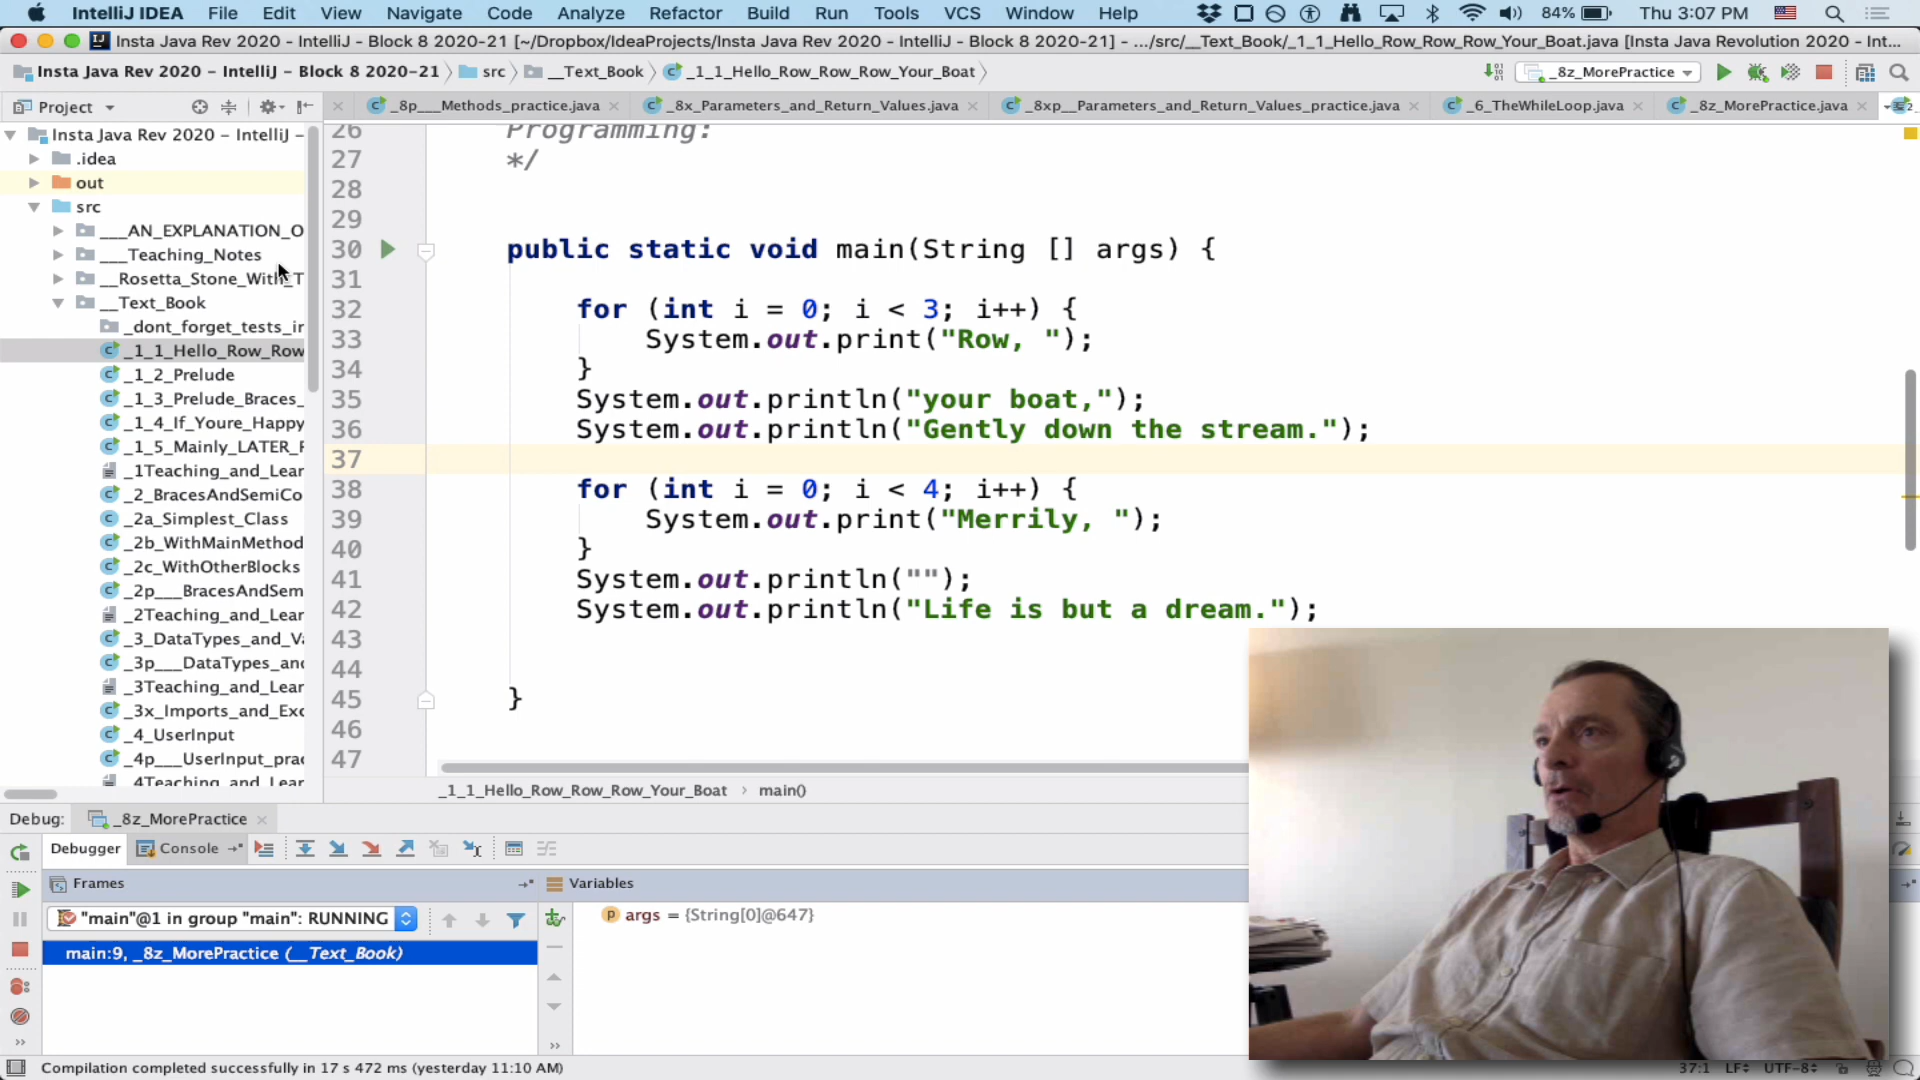 IntelliJ IDEA File Edit View Navigate Code Analyze Refactor Build Run Tools VCS Window Help 84% Thu 3:07 PM
Insta Java Rev 2020 - IntelliJ - Block 8 2020-21 [~/Dropbox/IdeaProjects/Insta Java Rev 2020 - IntelliJ - Block 8 2020-21] - .../src/__Text_Book/_1_1_Hello_Row_Row_Row_Your_Boat.java [Insta Java Revolution 2020 - Int...
Insta Java Rev 2020 - IntelliJ - Block 8 2020-21 src __Text_Book _1_1_Hello_Row_Row_Row_Your_Boat _8z_MorePractice
Project _8p___Methods_practice.java _8x_Parameters_and_Return_Values.java _8xp__Parameters_and_Return_Values_practice.java _6_TheWhileLoop.java _8z_MorePractice.java
Insta Java Rev 2020 - IntelliJ -
.idea
out
src
___AN_EXPLANATION_O
___Teaching_Notes
__Rosetta_Stone_With_T
__Text_Book
_dont_forget_tests_in
_1_1_Hello_Row_Row
_1_2_Prelude
_1_3_Prelude_Braces_
_1_4_If_Youre_Happy
_1_5_Mainly_LATER_F
_1Teaching_and_Lear
_2_BracesAndSemiCo
_2a_Simplest_Class
_2b_WithMainMethod
_2c_WithOtherBlocks
_2p___BracesAndSem
_2Teaching_and_Lear
_3_DataTypes_and_Va
_3p___DataTypes_and
_3Teaching_and_Lear
_3x_Imports_and_Exc
_4_UserInput
_4p___UserInput_prac
_4Teaching_and_Lear
26 Programming:
27 */
28
29
30 public static void main(String [] args) {
31
32 for (int i = 0; i < 3; i++) {
33 System.out.print("Row, ");
34 }
35 System.out.println("your boat,");
36 System.out.println("Gently down the stream.");
37
38 for (int i = 0; i < 4; i++) {
39 System.out.print("Merrily, ");
40 }
41 System.out.println("");
42 System.out.println("Life is but a dream.");
43
44
45 }
46
47
_1_1_Hello_Row_Row_Row_Your_Boat main()
Debug: _8z_MorePractice
Debugger Console
Frames Variables
"main"@1 in group "main": RUNNING
args = {String[0]@647}
main:9, _8z_MorePractice (__Text_Book)
Compilation completed successfully in 17 s 472 ms (yesterday 11:10 AM) 37:1 LF UTF-8